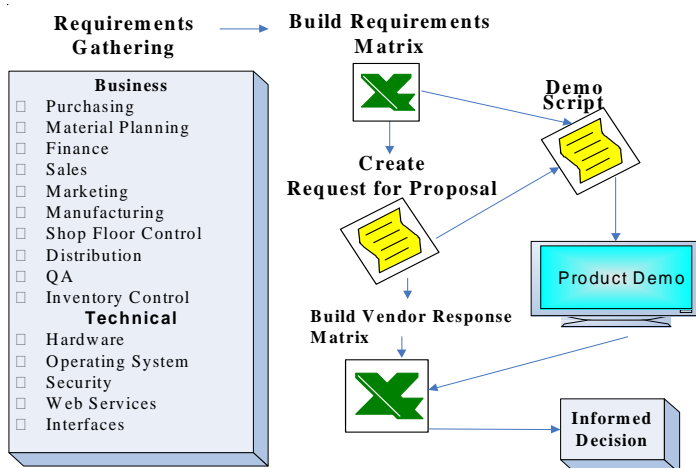 Requirements
Gathering
Build Requirements
Matrix
Business
Purchasing
Material Planning
Finance
Sales
Marketing
Manufacturing
Shop Floor Control
Distribution
QA
Inventory Control
Technical
Hardware
Operating System
Security
Web Services
Interfaces
Demo
Script
Create
Request for Proposal
Product Demo
Build Vendor Response
Matrix
Informed
Decision